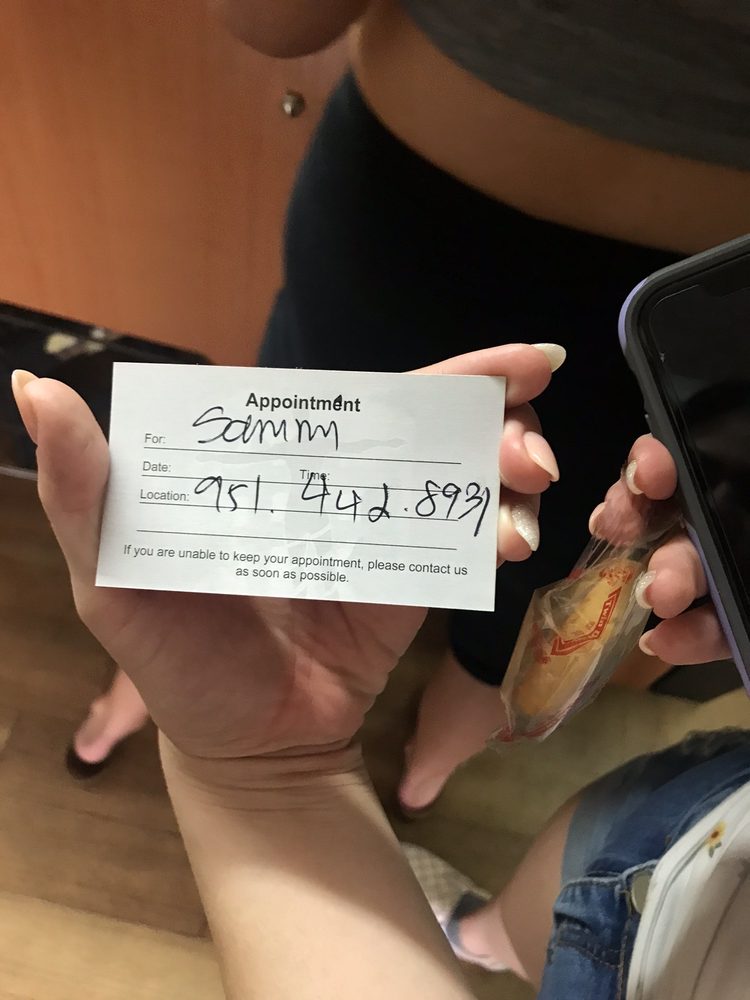 Appointment
For: Samm
Date: Time:
Location: 951. 442.8931
If you are unable to keep your appointment, please contact us
as soon as possible.